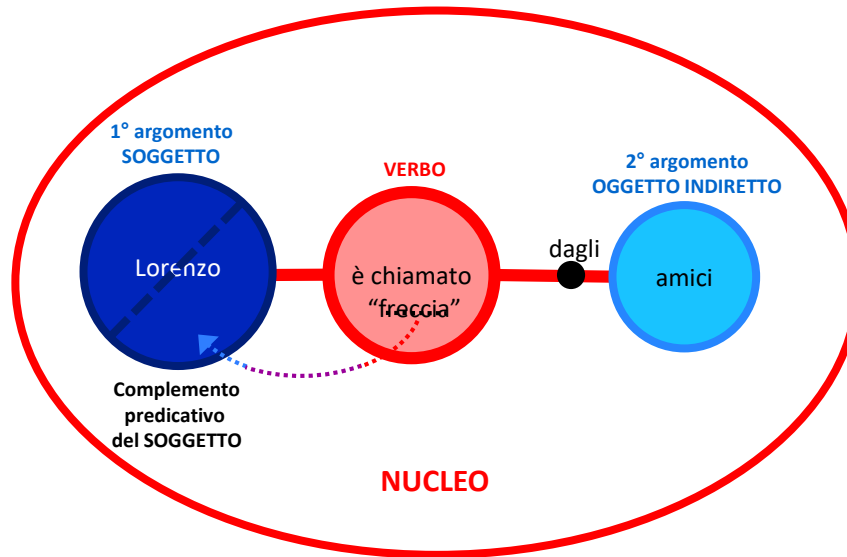 1° argomento
SOGGETTO
VERBO
2° argomento
OGGETTO INDIRETTO
Lorenzo
è chiamato
“freccia”
dagli
amici
Complemento
predicativo
del SOGGETTO
NUCLEO